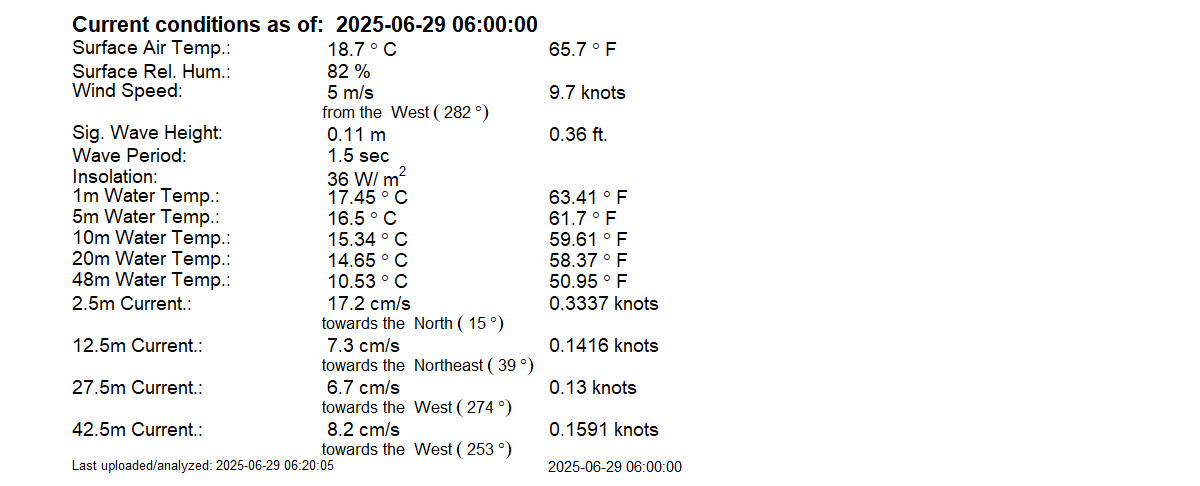 Current conditions as of: 2025-06-29 06:00:00
Surface Air Temp.: 18.7 ° C 65.7 ° F
Surface Rel. Hum.: 82 %
Wind Speed: 5 m/s 9.7 knots
from the West ( 282 °)
Sig. Wave Height: 0.11 m 0.36 ft.
Wave Period: 1.5 sec
Insolation: 36 W/ m²
1m Water Temp.: 17.45 ° C 63.41 ° F
5m Water Temp.: 16.5 ° C 61.7 ° F
10m Water Temp.: 15.34 ° C 59.61 ° F
20m Water Temp.: 14.65 ° C 58.37 ° F
48m Water Temp.: 10.53 ° C 50.95 ° F
2.5m Current.: 17.2 cm/s 0.3337 knots
towards the North ( 15 °)
12.5m Current.: 7.3 cm/s 0.1416 knots
towards the Northeast ( 39 °)
27.5m Current.: 6.7 cm/s 0.13 knots
towards the West ( 274 °)
42.5m Current.: 8.2 cm/s 0.1591 knots
towards the West ( 253 °)
Last uploaded/analyzed: 2025-06-29 06:20:05 2025-06-29 06:00:00